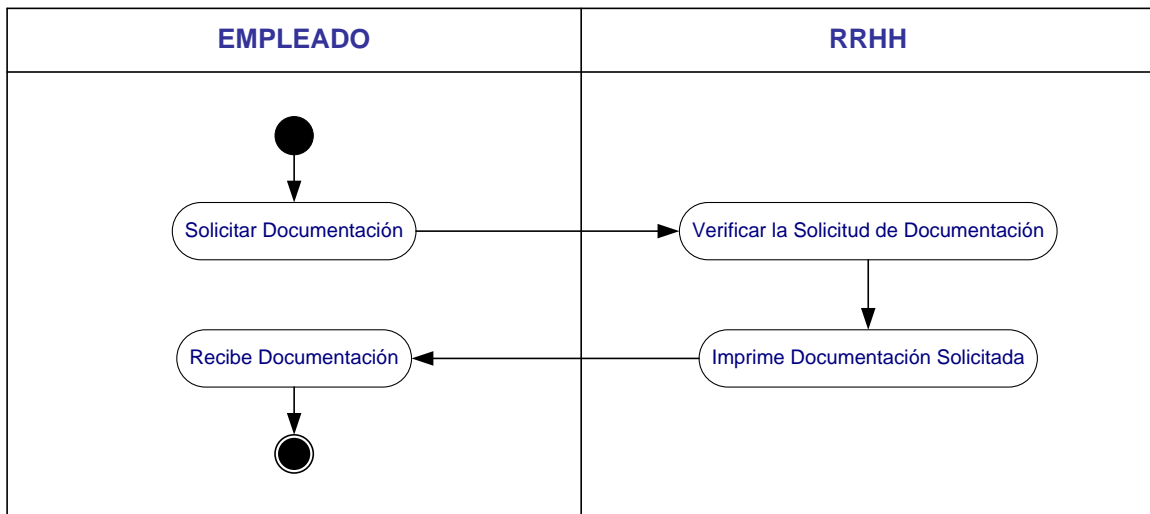 EMPLEADO
RRHH
Solicitar Documentación
Verificar la Solicitud de Documentación
Recibe Documentación
Imprime Documentación Solicitada